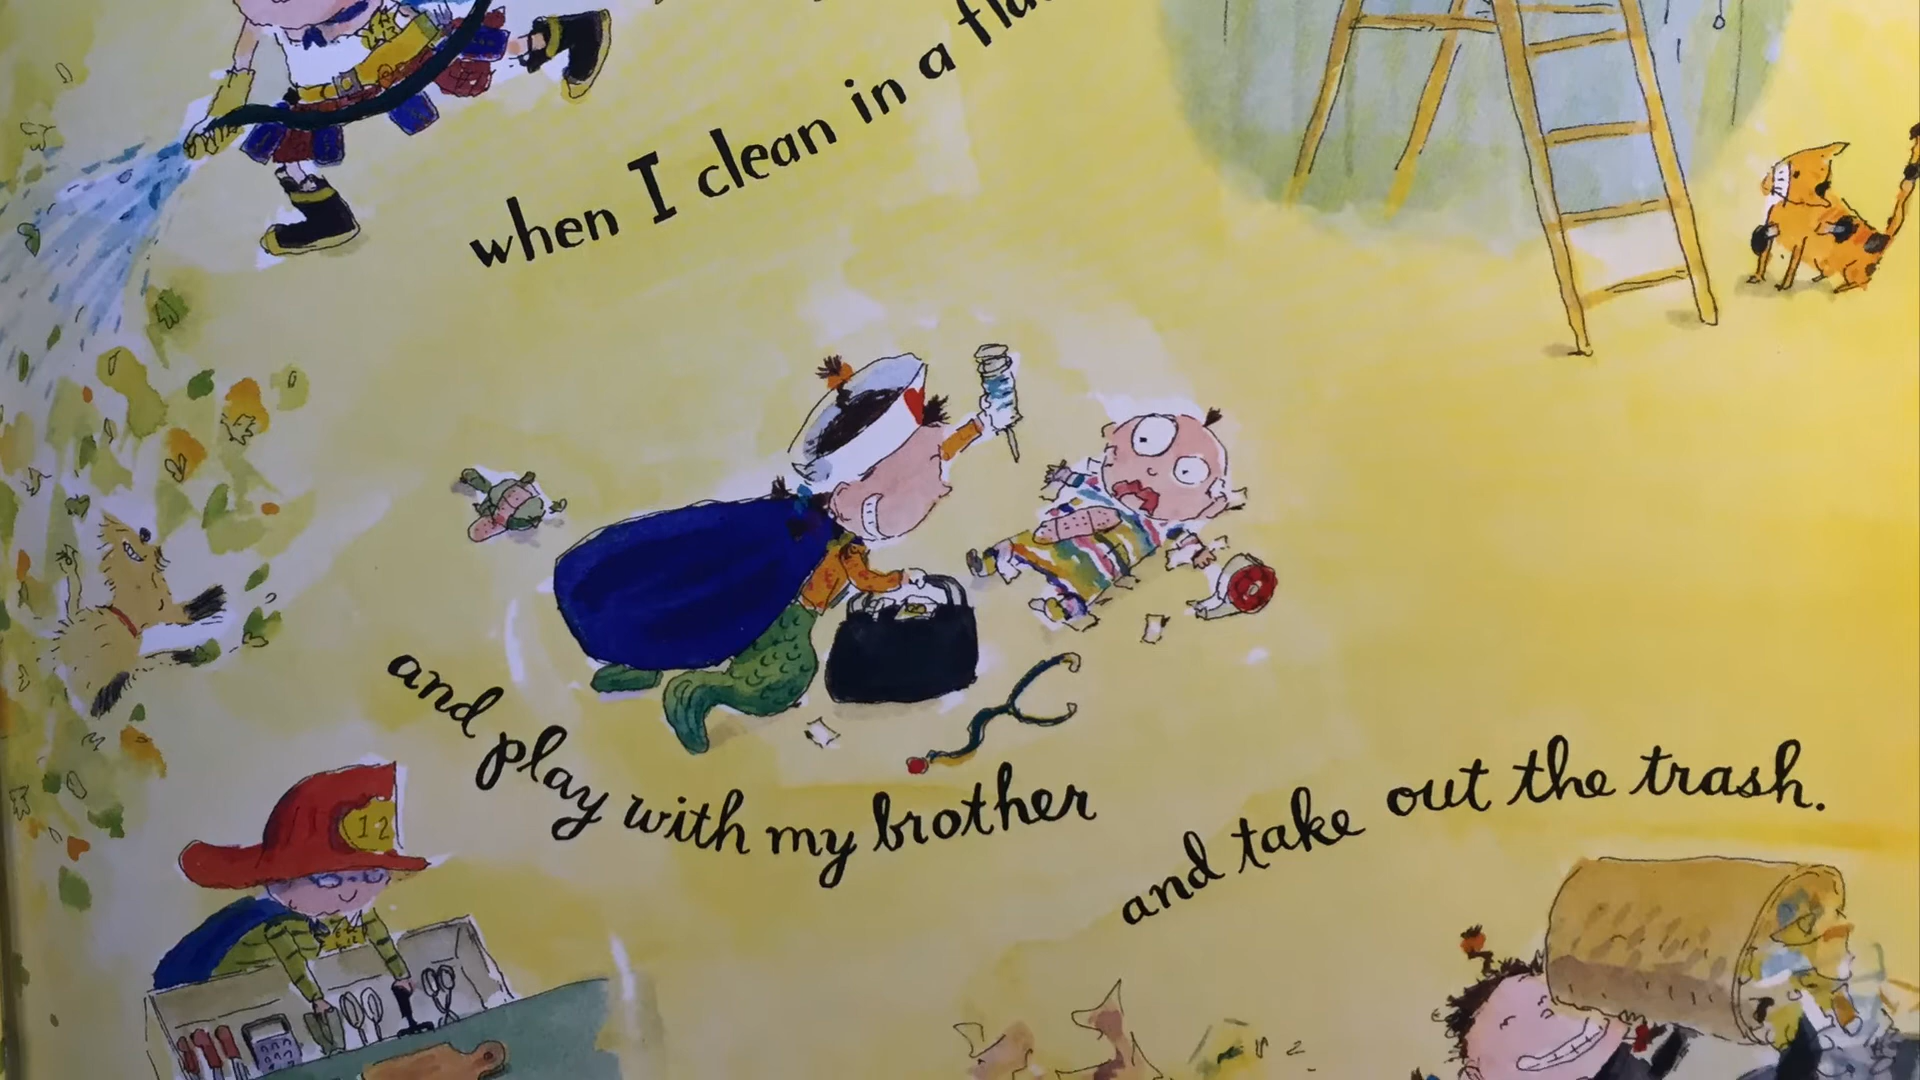 when I clean in a
and play with my brother
and take out the trash.
12